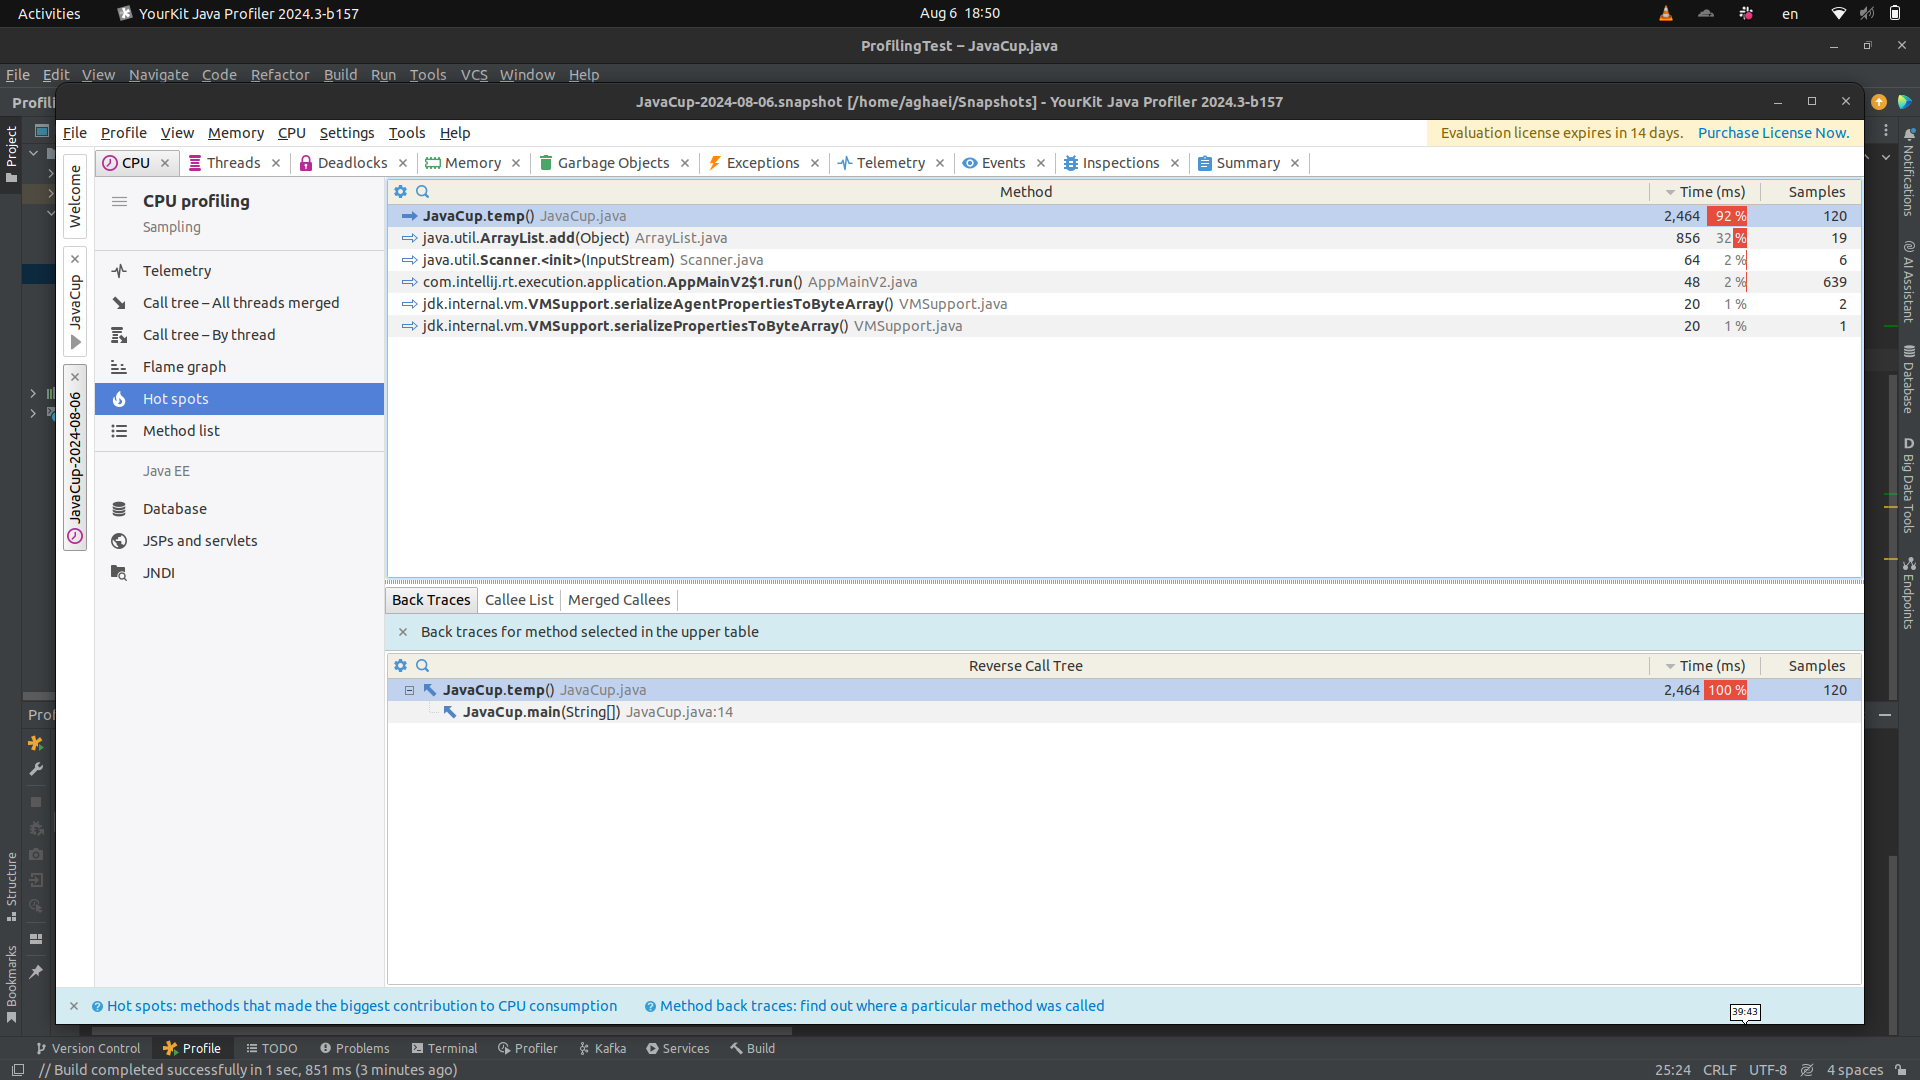 Activities
YourKit Java Profiler 2024.3-b157
Aug 6 18:50
en
ProfilingTest – JavaCup.java
File Edit View Navigate Code Refactor Build Run Tools VCS Window Help
Profili
JavaCup-2024-08-06.snapshot [/home/aghaei/Snapshots] - YourKit Java Profiler 2024.3-b157
File Profile View Memory CPU Settings Tools Help
Evaluation license expires in 14 days. Purchase License Now.
CPU Threads Deadlocks Memory Garbage Objects Exceptions Telemetry Events Inspections Summary
Project
Structure
Bookmarks
Welcome
JavaCup
JavaCup-2024-08-06
CPU profiling
Sampling
Telemetry
Call tree – All threads merged
Call tree – By thread
Flame graph
Hot spots
Method list
Java EE
Database
JSPs and servlets
JNDI
Method Time (ms) Samples
JavaCup.temp() JavaCup.java 2,464 92 % 120
java.util.ArrayList.add(Object) ArrayList.java 856 32 % 19
java.util.Scanner.<init>(InputStream) Scanner.java 64 2 % 6
com.intellij.rt.execution.application.AppMainV2$1.run() AppMainV2.java 48 2 % 639
jdk.internal.vm.VMSupport.serializeAgentPropertiesToByteArray() VMSupport.java 20 1 % 2
jdk.internal.vm.VMSupport.serializePropertiesToByteArray() VMSupport.java 20 1 % 1
Back Traces Callee List Merged Callees
Back traces for method selected in the upper table
Reverse Call Tree Time (ms) Samples
JavaCup.temp() JavaCup.java 2,464 100 % 120
JavaCup.main(String[]) JavaCup.java:14
Prof
Hot spots: methods that made the biggest contribution to CPU consumption
Method back traces: find out where a particular method was called
39:43
Notifications
AI Assistant
Database
D Big Data Tools
Endpoints
Version Control Profile TODO Problems Terminal Profiler Kafka Services Build
// Build completed successfully in 1 sec, 851 ms (3 minutes ago)
25:24 CRLF UTF-8 4 spaces